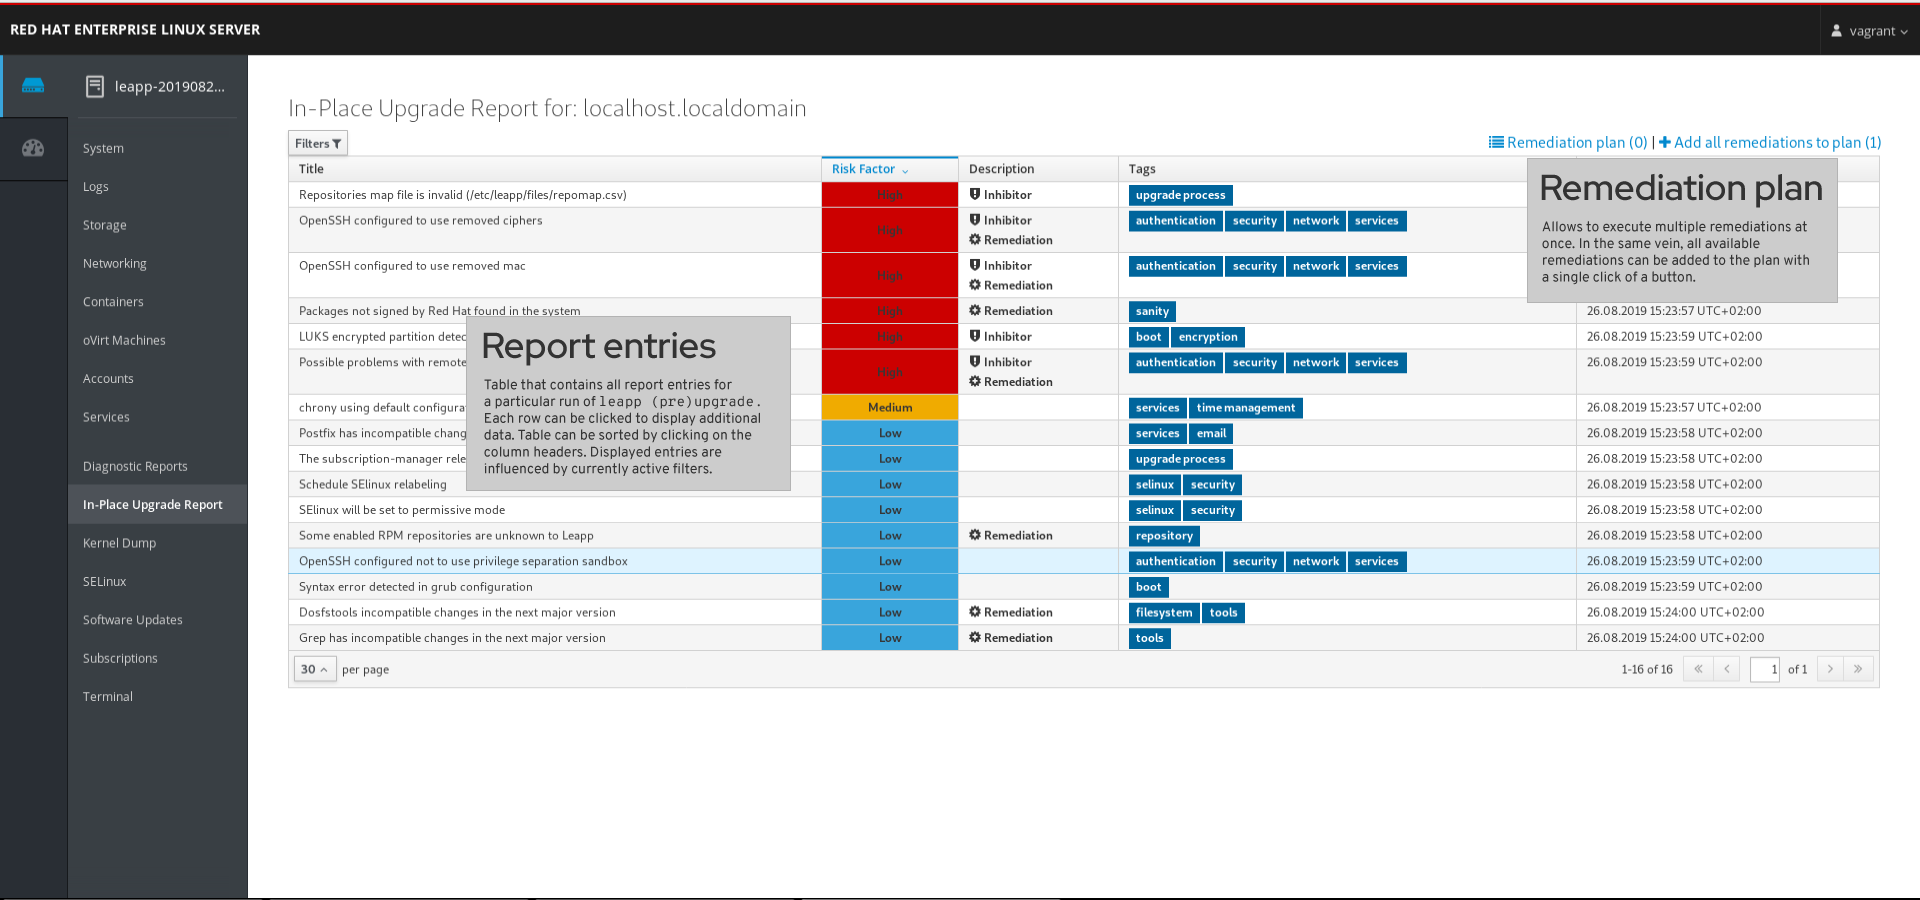 RED HAT ENTERPRISE LINUX SERVER
vagrant
leapp-2019082...
System
Logs
Storage
Networking
Containers
oVirt Machines
Accounts
Services
Diagnostic Reports
In-Place Upgrade Report
Kernel Dump
SELinux
Software Updates
Subscriptions
Terminal
In-Place Upgrade Report for: localhost.localdomain
Filters
Remediation plan (0) | Add all remediations to plan (1)
Title Risk Factor Description Tags
Repositories map file is invalid (/etc/leapp/files/repomap.csv) High Inhibitor upgrade process
OpenSSH configured to use removed ciphers High Inhibitor authentication security network services
Remediation
OpenSSH configured to use removed mac High Inhibitor authentication security network services
Remediation
Packages not signed by Red Hat found in the system High Remediation sanity 26.08.2019 15:23:57 UTC+02:00
LUKS encrypted partition detec High Inhibitor boot encryption 26.08.2019 15:23:59 UTC+02:00
Possible problems with remote High Inhibitor authentication security network services 26.08.2019 15:23:59 UTC+02:00
Remediation
chrony using default configura Medium services time management 26.08.2019 15:23:57 UTC+02:00
Postfix has incompatible chang Low services email 26.08.2019 15:23:58 UTC+02:00
The subscription-manager rele Low upgrade process 26.08.2019 15:23:58 UTC+02:00
Schedule SElinux relabeling Low selinux security 26.08.2019 15:23:58 UTC+02:00
SElinux will be set to permissive mode Low selinux security 26.08.2019 15:23:58 UTC+02:00
Some enabled RPM repositories are unknown to Leapp Low Remediation repository 26.08.2019 15:23:58 UTC+02:00
OpenSSH configured not to use privilege separation sandbox Low authentication security network services 26.08.2019 15:23:59 UTC+02:00
Syntax error detected in grub configuration Low boot 26.08.2019 15:23:59 UTC+02:00
Dosfstools incompatible changes in the next major version Low Remediation filesystem tools 26.08.2019 15:24:00 UTC+02:00
Grep has incompatible changes in the next major version Low Remediation tools 26.08.2019 15:24:00 UTC+02:00
30 per page 1-16 of 16 1 of 1
Remediation plan
Allows to execute multiple remediations at
once. In the same vein, all available
remediations can be added to the plan with
a single click of a button.
Report entries
Table that contains all report entries for
a particular run of leapp (pre)upgrade.
Each row can be clicked to display additional
data. Table can be sorted by clicking on the
column headers. Displayed entries are
influenced by currently active filters.